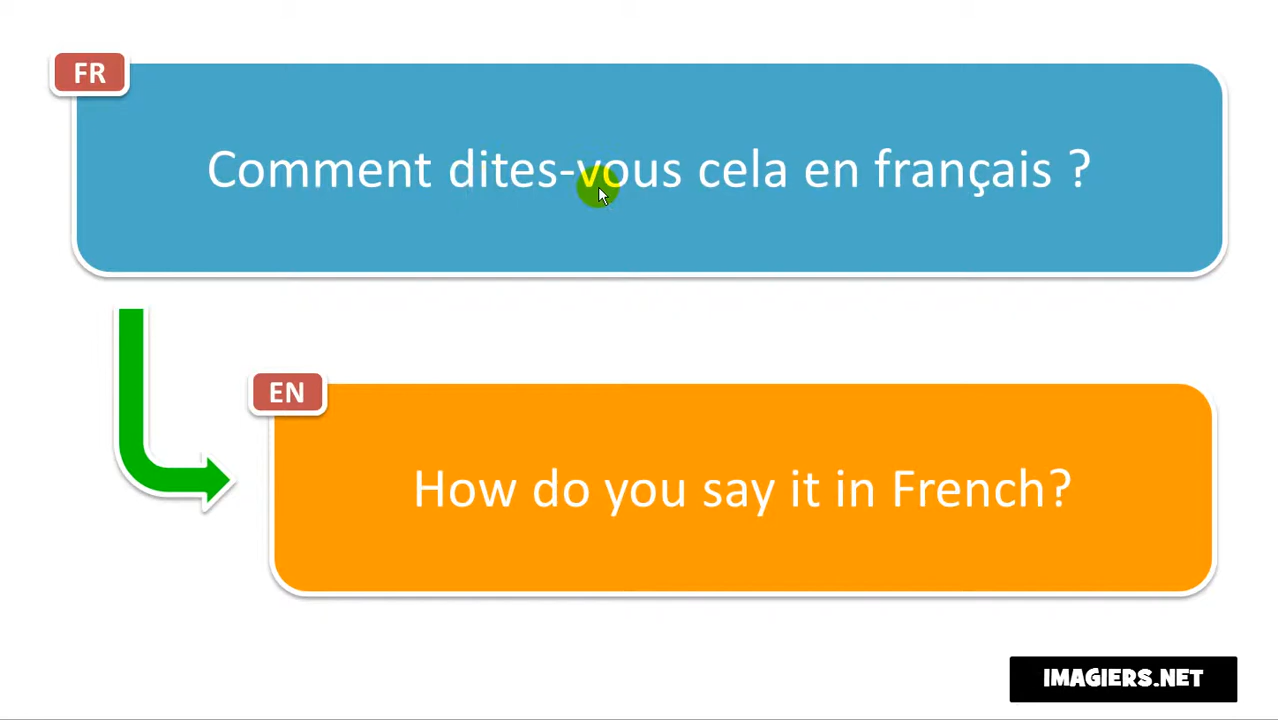 FR
Comment dites-vous cela en français ?
EN
How do you say it in French?
IMAGIERS.NET